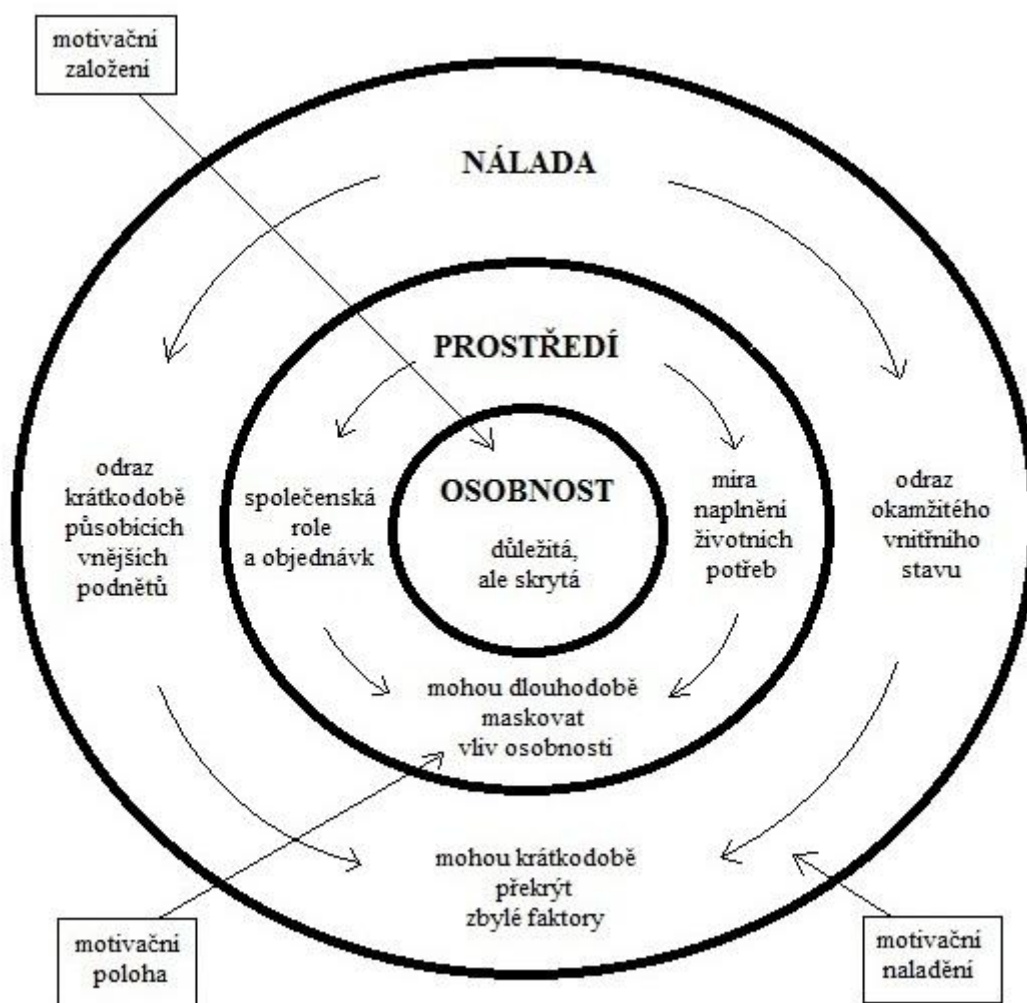 motivační
založení
NÁLADA
PROSTŘEDÍ
odraz
krátkodobě
působících
vnějších
podnětů
společenská
role
a objednávk
OSOBNOST
důležitá,
ale skrytá
míra
naplnění
životních
potřeb
odraz
okamžitého
vnitřního
stavu
mohou dlouhodobě
maskovat
vliv osobnosti
mohou krátkodobě
překrýt
zbylé faktory
motivační
poloha
motivační
naladění